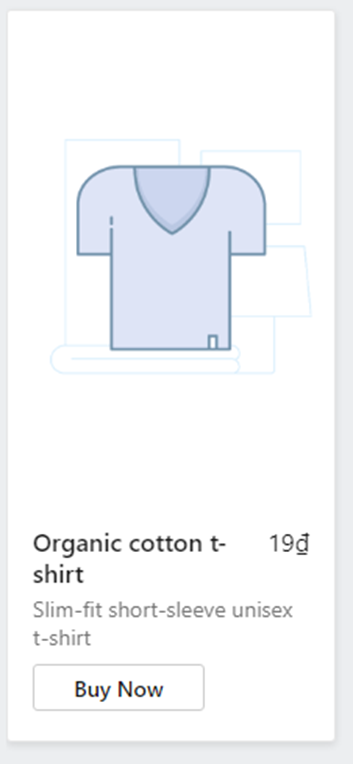 Organic cotton t- 19₫
shirt
Slim-fit short-sleeve unisex
t-shirt
Buy Now